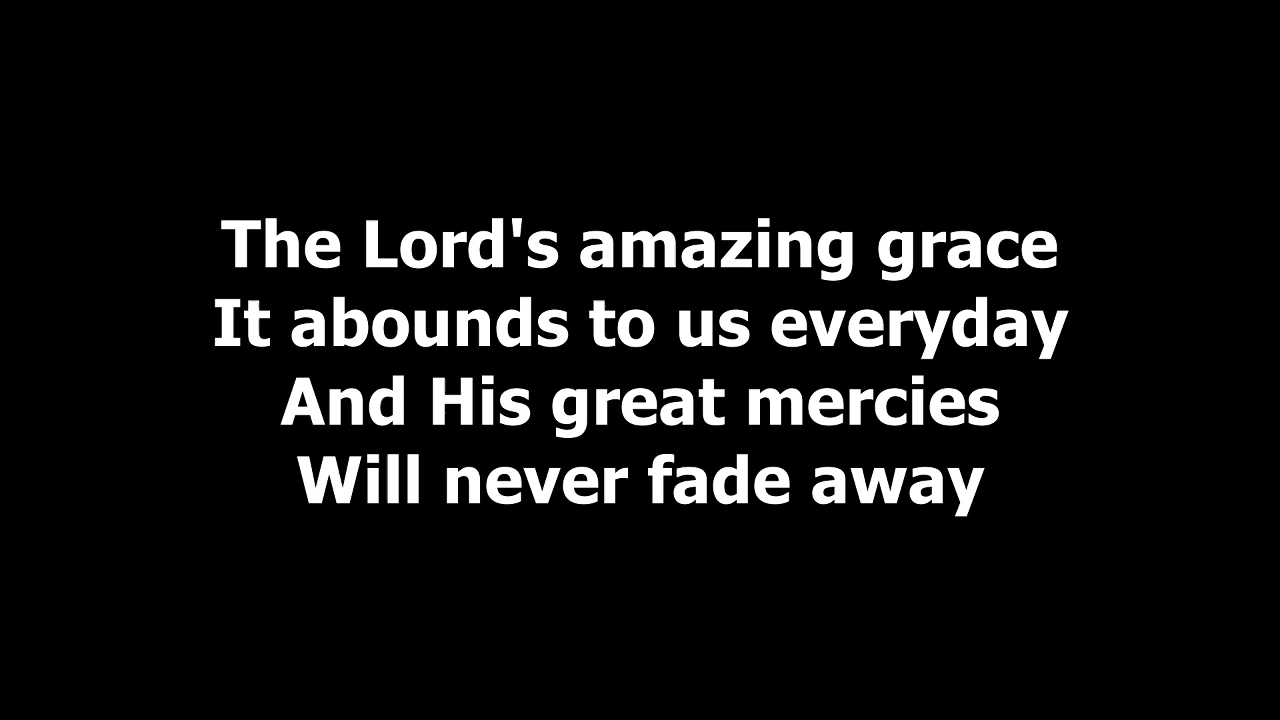 The Lord's amazing grace
It abounds to us everyday
And His great mercies
Will never fade away